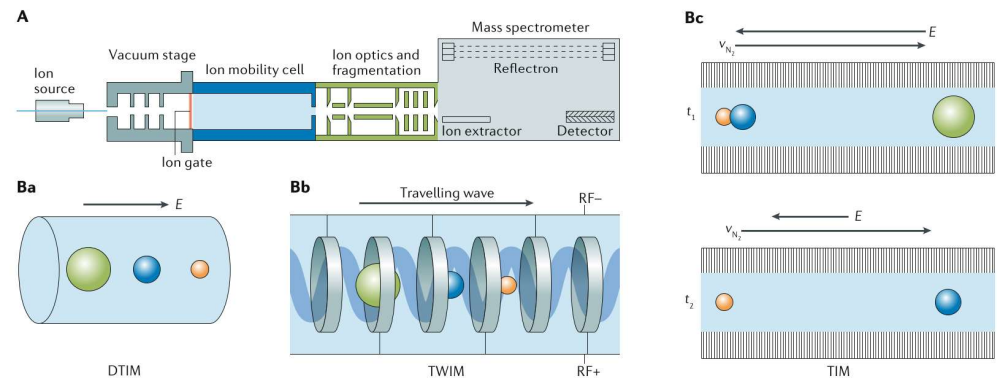 A
Ion
source
Vacuum stage
Ion mobility cell
Ion optics and
fragmentation
Mass spectrometer
Reflectron
Ion extractor
Detector
Ion gate
Ba
E
DTIM
Bb
Travelling wave
RF−
RF+
TWIM
Bc
E
vN2
t1
E
vN2
t2
TIM